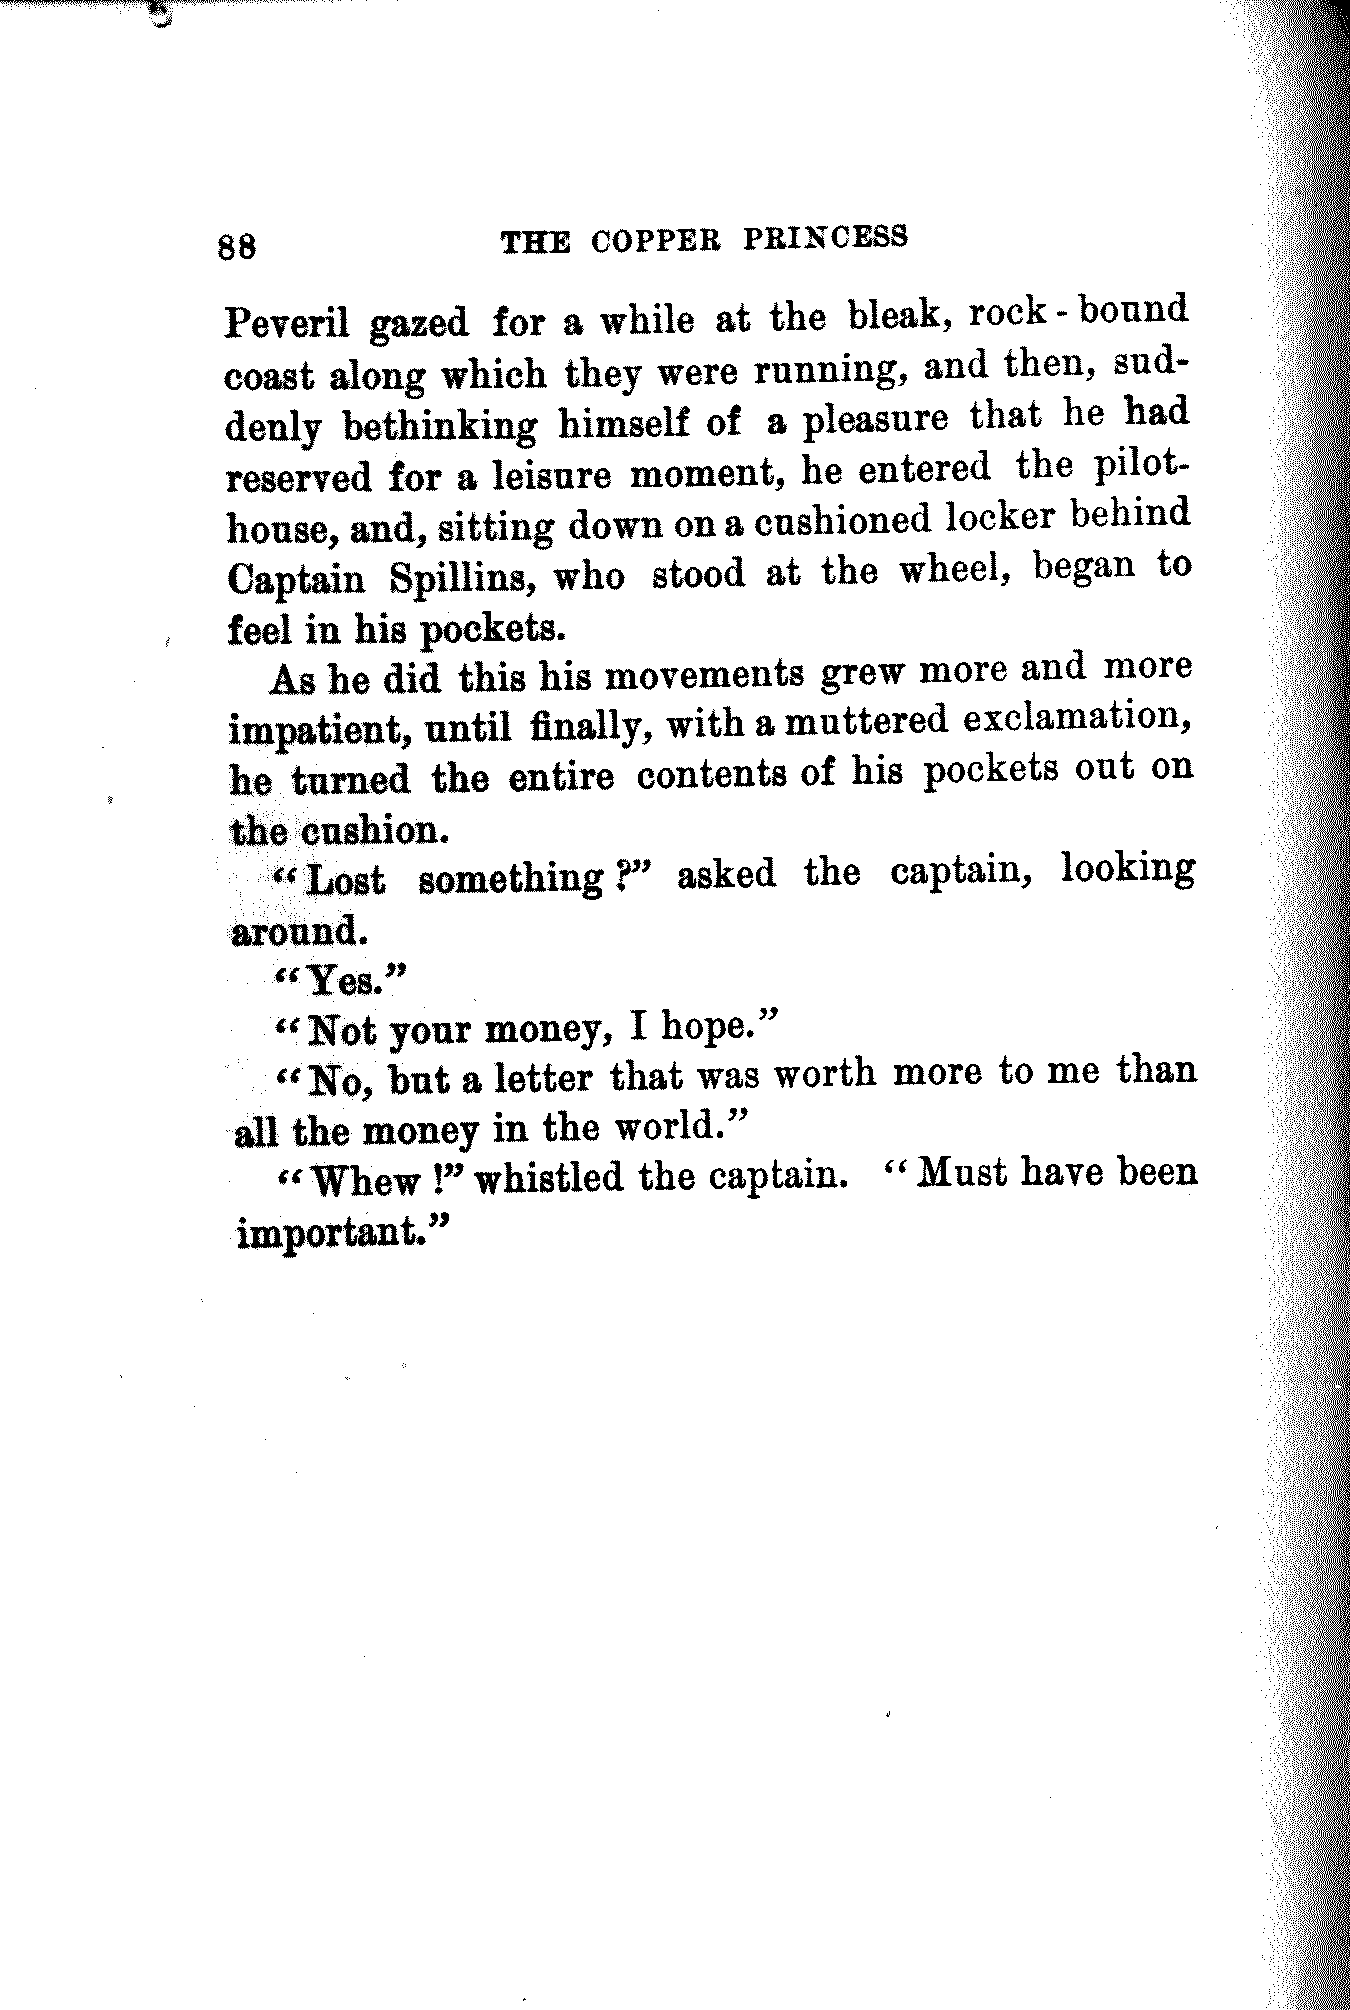 88 THE COPPER PRINCESS
Peveril gazed for a while at the bleak, rock-bound
coast along which they were running, and then, sud-
denly bethinking himself of a pleasure that he had
reserved for a leisure moment, he entered the pilot-
house, and, sitting down on a cushioned locker behind
Captain Spillins, who stood at the wheel, began to
feel in his pockets.
As he did this his movements grew more and more
impatient, until finally, with a muttered exclamation,
he turned the entire contents of his pockets out on
the cushion.
“Lost something?” asked the captain, looking
around.
“Yes.”
“Not your money, I hope.”
“No, but a letter that was worth more to me than
all the money in the world.”
“Whew!” whistled the captain. “Must have been
important.”